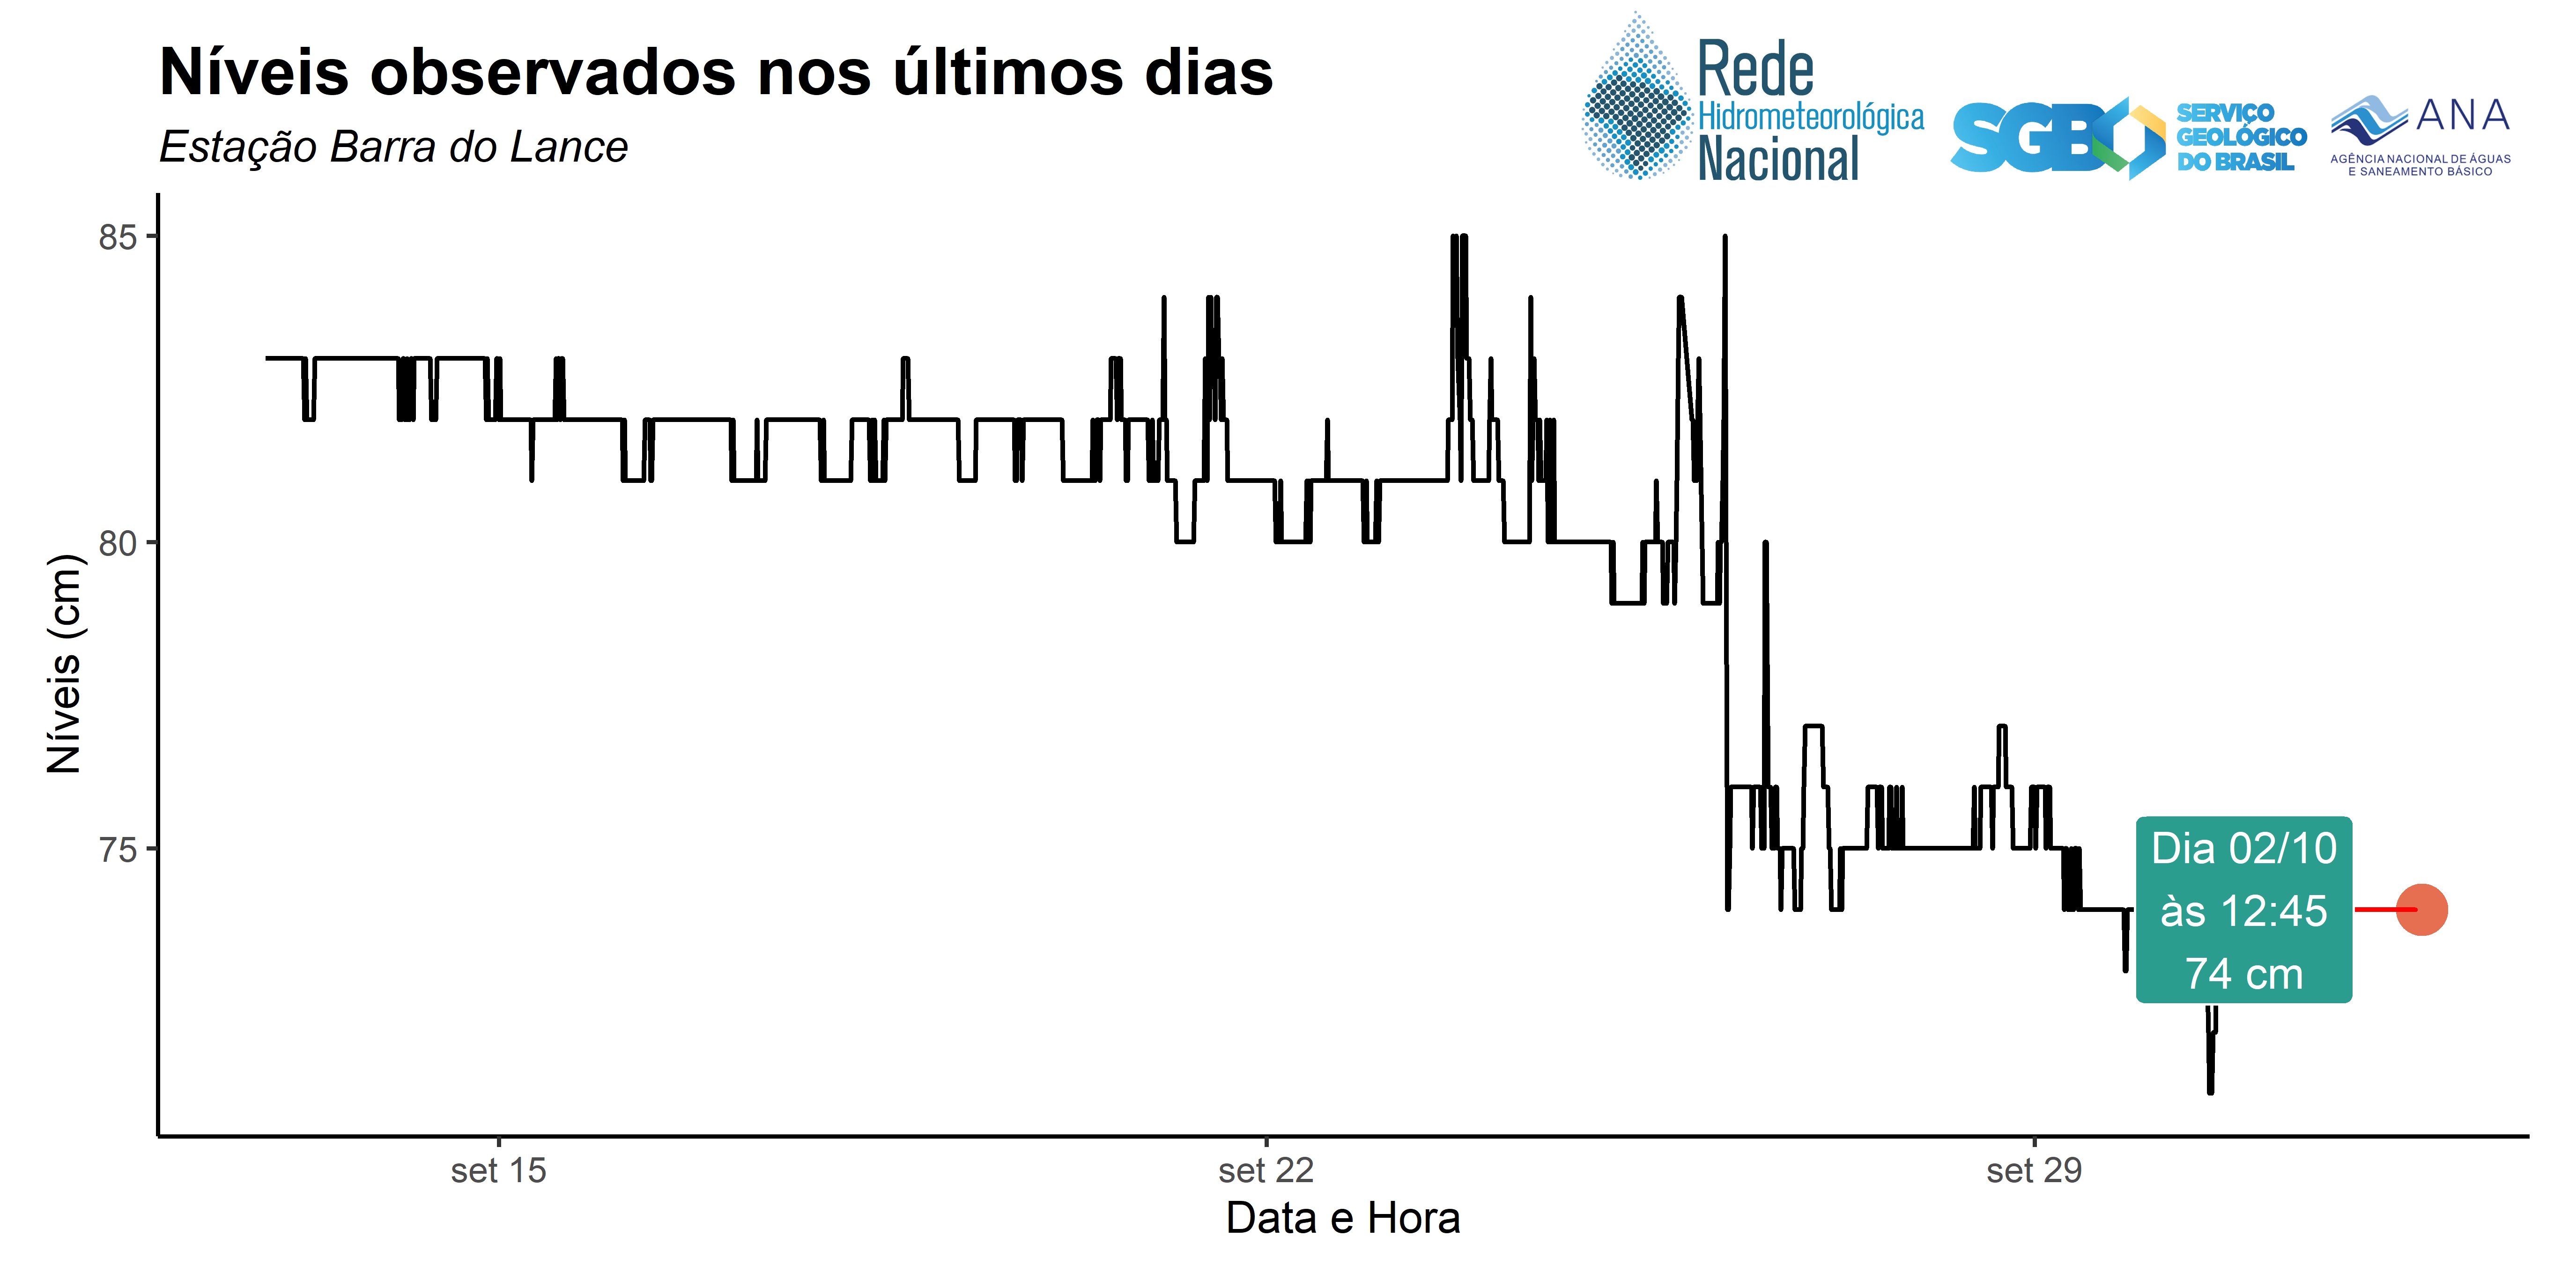 Níveis observados nos últimos dias
Estação Barra do Lance
Rede
Hidrometeorológica
Nacional
SGB
SERVIÇO
GEOLÓGICO
DO BRASIL
ANA
AGÊNCIA NACIONAL DE ÁGUAS
E SANEAMENTO BÁSICO
85
80
75
Níveis (cm)
Dia 02/10
às 12:45
74 cm
set 15
set 22
set 29
Data e Hora